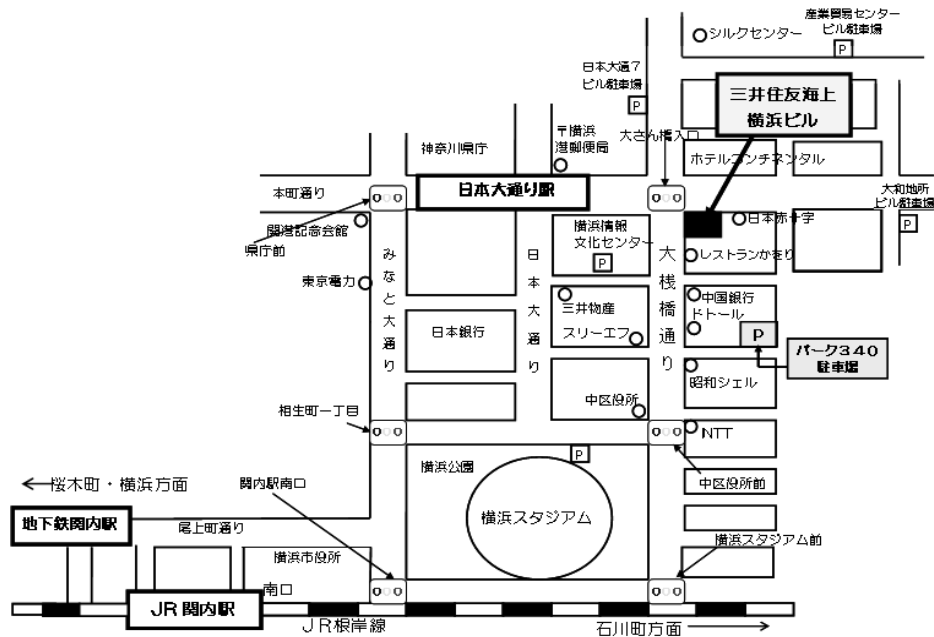 産業貿易センター
ビル駐車場
P
シルクセンター
日本大通7
ビル駐車場
P
三井住友海上
横浜ビル
〒横浜
港郵便局
大さん橋入口
神奈川県庁
ホテルコンチネンタル
本町通り
日本大通り駅
大和地所
ビル駐車場
P
開港記念会館
県庁前
横浜情報
文化センター
P
日本赤十字
レストランかをり
みなと大通り
日本大通り
大桟橋通り
東京電力
三井物産
スリーエフ
中国銀行
ドトール
P
日本銀行
パーク340
駐車場
昭和シェル
中区役所
相生町一丁目
NTT
横浜公園
P
中区役所前
桜木町・横浜方面
関内駅南口
横浜スタジアム
地下鉄関内駅
尾上町通り
横浜スタジアム前
横浜市役所
南口
JR関内駅
JR根岸線
石川町方面